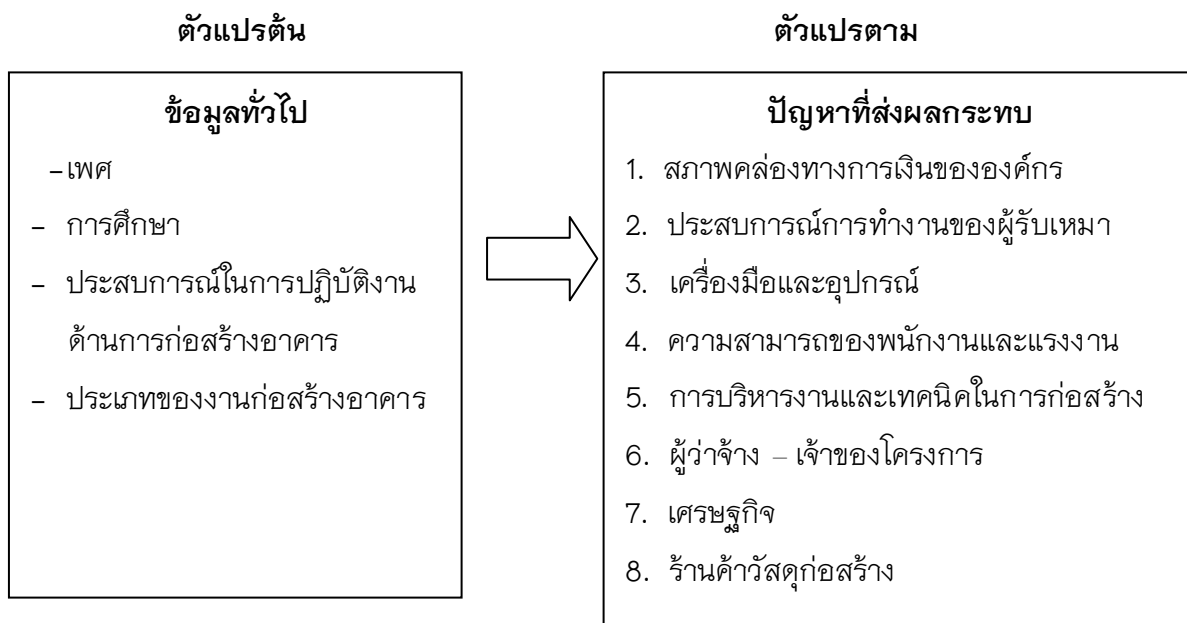 ตัวแปรต้น
ตัวแปรตาม
ข้อมูลทั่วไป
-เพศ
- การศึกษา
- ประสบการณ์ในการปฏิบัติงาน
ด้านการก่อสร้างอาคาร
- ประเภทของงานก่อสร้างอาคาร
ปัญหาที่ส่งผลกระทบ
1. สภาพคล่องทางการเงินขององค์กร
2. ประสบการณ์การทำงานของผู้รับเหมา
3. เครื่องมือและอุปกรณ์
4. ความสามารถของพนักงานและแรงงาน
5. การบริหารงานและเทคนิคในการก่อสร้าง
6. ผู้ว่าจ้าง – เจ้าของโครงการ
7. เศรษฐกิจ
8. ร้านค้าวัสดุก่อสร้าง